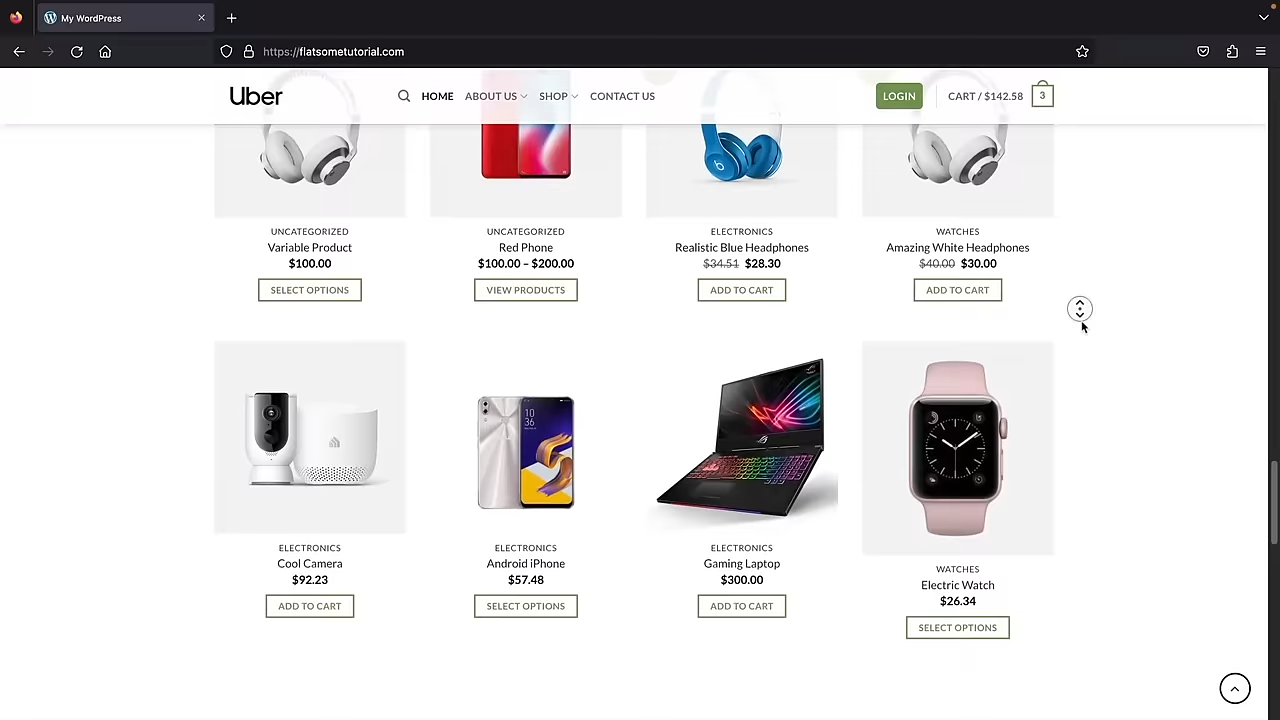 My WordPress
https://flatsometutorial.com
Uber
HOME ABOUT US SHOP CONTACT US
LOGIN CART / $142.58 3
UNCATEGORIZED
Variable Product
$100.00
SELECT OPTIONS
UNCATEGORIZED
Red Phone
$100.00 – $200.00
VIEW PRODUCTS
ELECTRONICS
Realistic Blue Headphones
$34.51 $28.30
ADD TO CART
WATCHES
Amazing White Headphones
$40.00 $30.00
ADD TO CART
ELECTRONICS
Cool Camera
$92.23
ADD TO CART
10
36
ELECTRONICS
Android iPhone
$57.48
SELECT OPTIONS
ELECTRONICS
Gaming Laptop
$300.00
ADD TO CART
WATCHES
Electric Watch
$26.34
SELECT OPTIONS